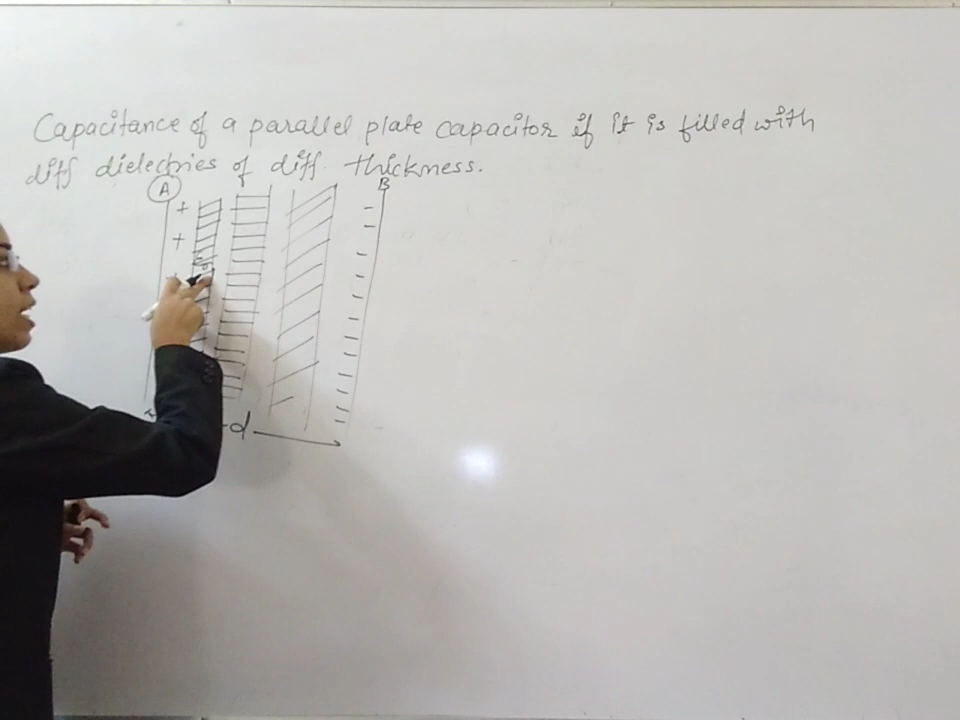 Capacitance of a parallel plate capacitor if it is filled with
diff dielectrics of diff. thickness.
A
B
+
+
d